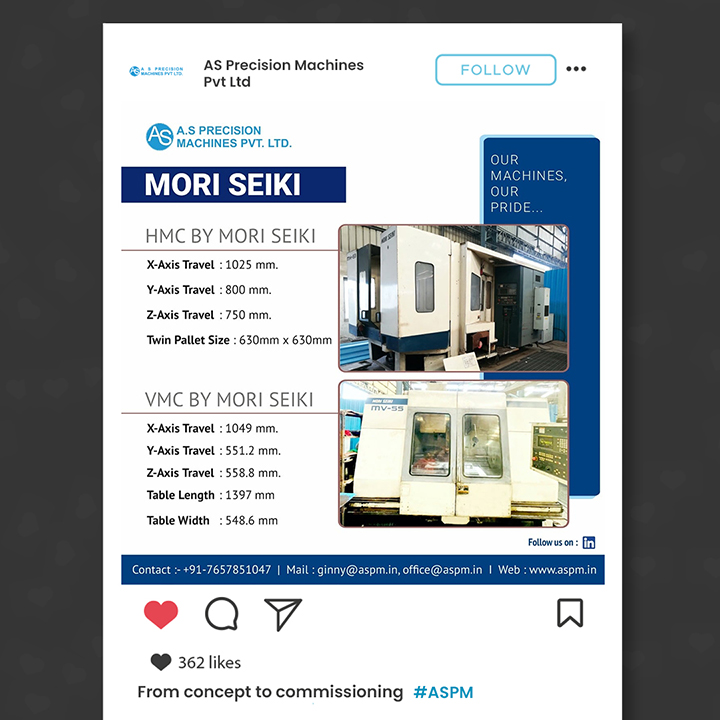 A S PRECISION
MACHINES PVT. LTD.
AS Precision Machines
Pvt Ltd
FOLLOW
AS
A.S PRECISION
MACHINES PVT. LTD.
MORI SEIKI
OUR
MACHINES,
OUR
PRIDE...
HMC BY MORI SEIKI
X-Axis Travel : 1025 mm.
Y-Axis Travel : 800 mm.
Z-Axis Travel : 750 mm.
Twin Pallet Size : 630mm x 630mm
MORI SEIKI
VMC BY MORI SEIKI
X-Axis Travel : 1049 mm.
Y-Axis Travel : 551.2 mm.
Z-Axis Travel : 558.8 mm.
Table Length : 1397 mm
Table Width : 548.6 mm
MORI SEIKI
MV-55
Follow us on : in
Contact :- +91-7657851047 | Mail : ginny@aspm.in, office@aspm.in I Web : www.aspm.in
362 likes
From concept to commissioning #ASPM